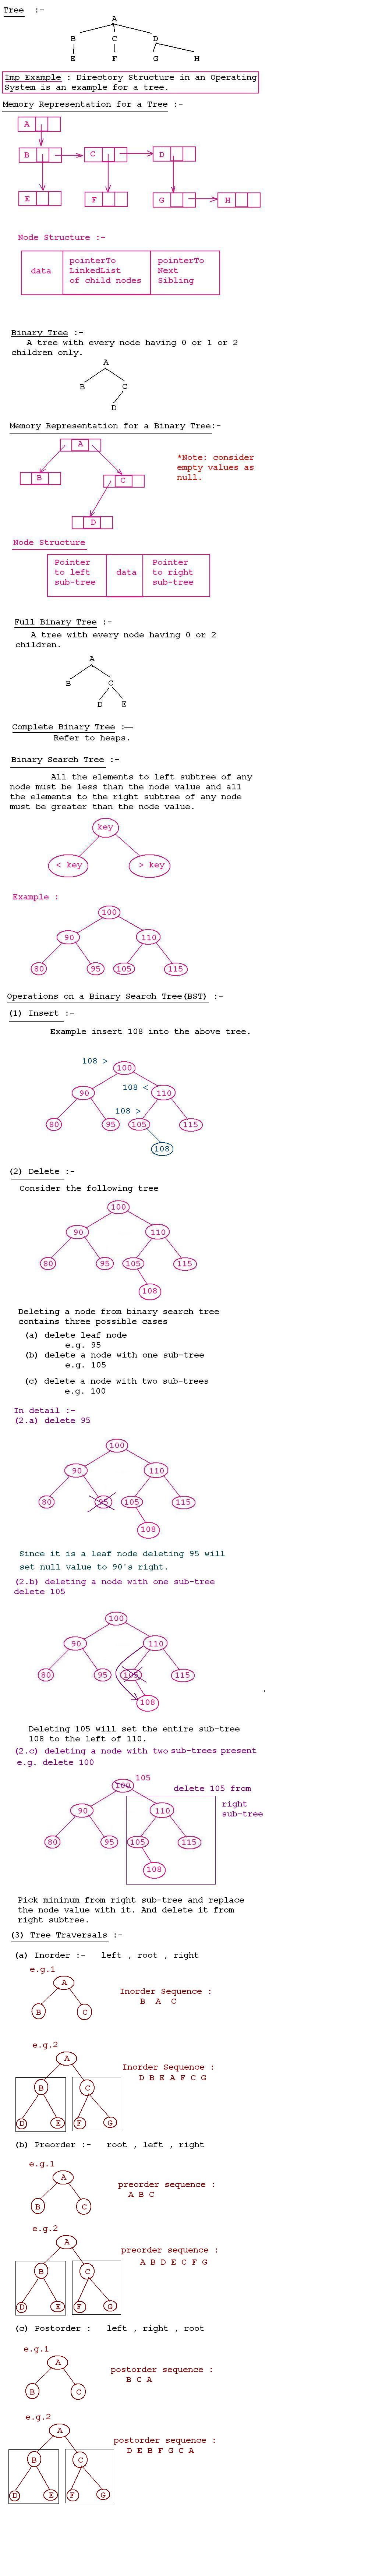 Tree :-
A
B C D
E F G H
Imp Example : Directory Structure in an Operating
System is an example for a tree.
Memory Representation for a Tree :-
A
B C D
E F G H
Node Structure :-
data
pointerTo
LinkedList
of child nodes
pointerTo
Next
Sibling
Binary Tree :-
A tree with every node having 0 or 1 or 2
children only.
A
B C
D
Memory Representation for a Binary Tree:-
A
B C
D
*Note: consider
empty values as
null.
Node Structure
Pointer
to left
sub-tree
data
Pointer
to right
sub-tree
Full Binary Tree :-
A tree with every node having 0 or 2
children.
A
B C
D E
Complete Binary Tree :-
Refer to heaps.
Binary Search Tree :-
All the elements to left subtree of any
node must be less than the node value and all
the elements to the right subtree of any node
must be greater than the node value.
key
< key > key
Example :
100
90 110
80 95 105 115
Operations on a Binary Search Tree(BST) :-
(1) Insert :-
Example insert 108 into the above tree.
108 > 100
90 108 < 110
108 >
80 95 105 115
108
(2) Delete :-
Consider the following tree
100
90 110
80 95 105 115
108
Deleting a node from binary search tree
contains three possible cases
(a) delete leaf node
e.g. 95
(b) delete a node with one sub-tree
e.g. 105
(c) delete a node with two sub-trees
e.g. 100
In detail :-
(2.a) delete 95
100
90 110
80 95 105 115
108
Since it is a leaf node deleting 95 will
set null value to 90's right.
(2.b) deleting a node with one sub-tree
delete 105
100
90 110
80 95 105 115
108
Deleting 105 will set the entire sub-tree
108 to the left of 110.
(2.c) deleting a node with two sub-trees present
e.g. delete 100
105
100
delete 105 from
right
sub-tree
90 110
80 95 105 115
108
Pick mininum from right sub-tree and replace
the node value with it. And delete it from
right subtree.
(3) Tree Traversals :-
(a) Inorder :- left , root , right
e.g.1
A
B C
Inorder Sequence :
B A C
e.g.2
A
B C
D E F G
Inorder Sequence :
D B E A F C G
(b) Preorder :- root , left , right
e.g.1
A
B C
preorder sequence :
A B C
e.g.2
A
B C
D E F G
preorder sequence :
A B D E C F G
(c) Postorder : left , right , root
e.g.1
A
B C
postorder sequence :
B C A
e.g.2
A
B C
D E F G
postorder sequence :
D E B F G C A